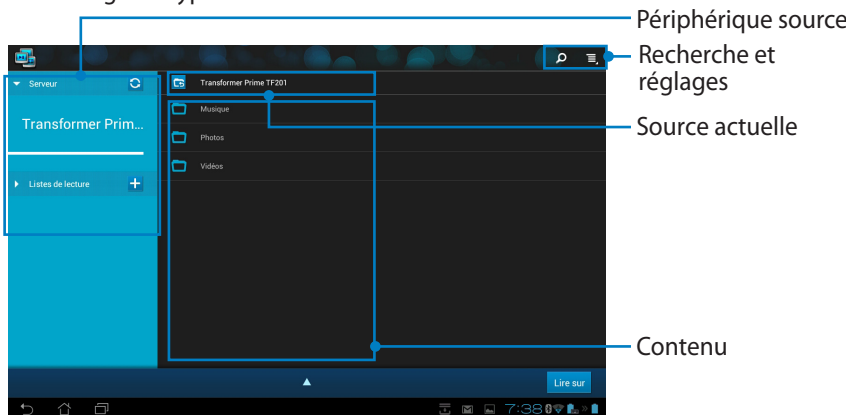 Périphérique source
Recherche et
réglages
Serveur
Transformer Prime TF201
Musique
Transformer Prim...
Source actuelle
Photos
Vidéos
Listes de lecture
Contenu
Lire sur
7:38